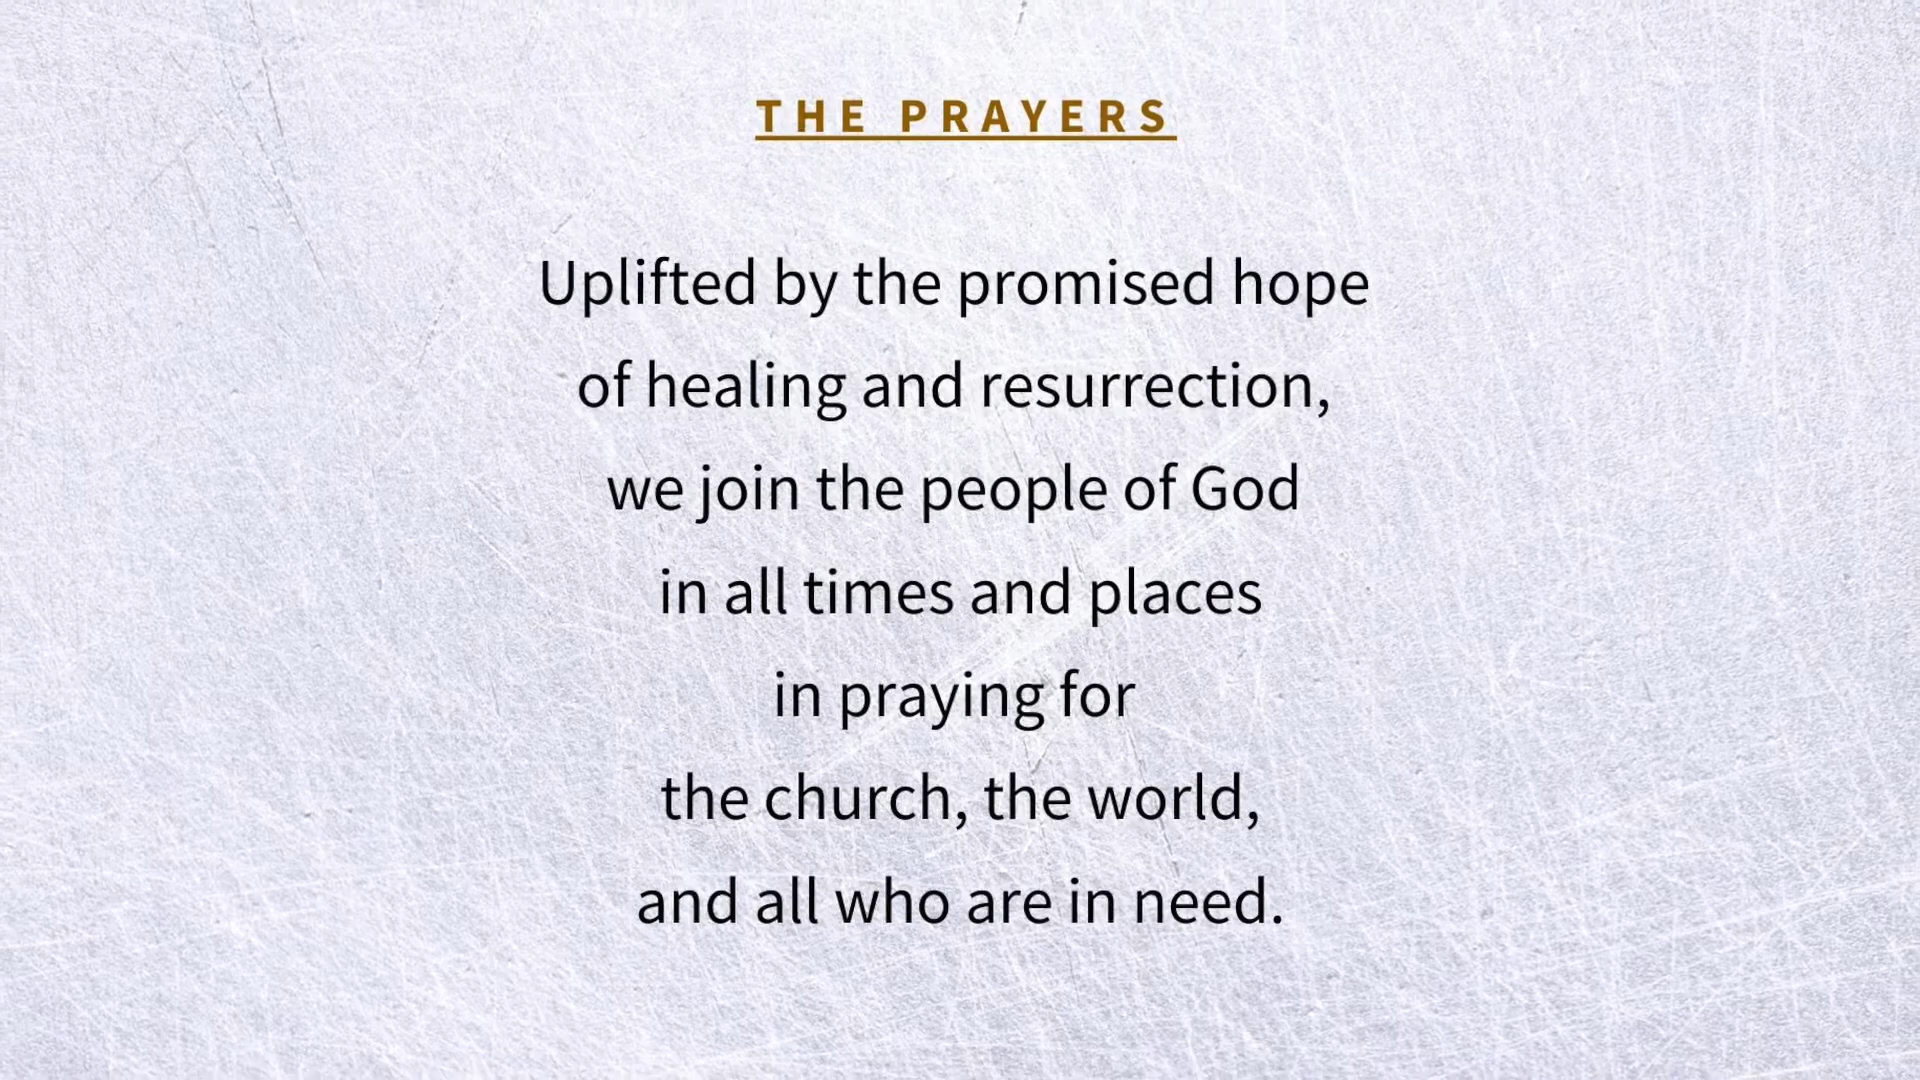 THE PRAYERS
Uplifted by the promised hope
of healing and resurrection,
we join the people of God
in all times and places
in praying for
the church, the world,
and all who are in need.